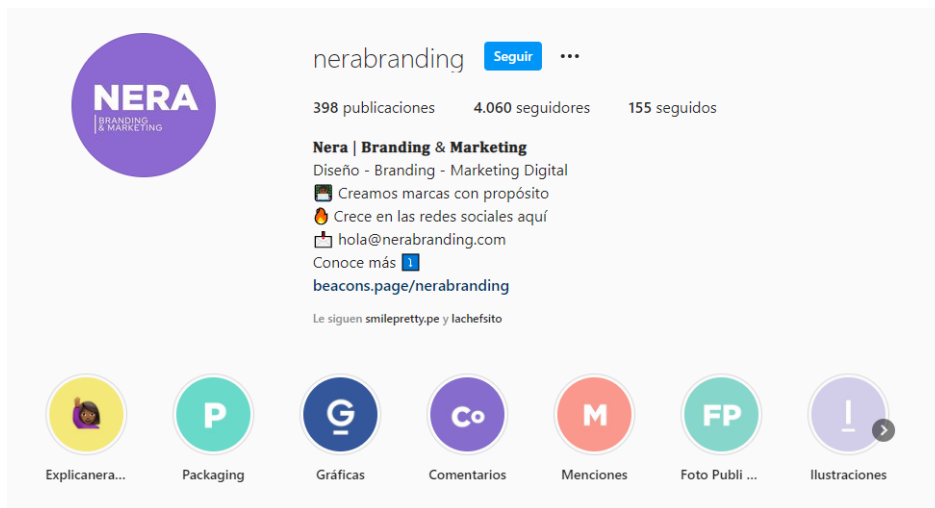 NERA
BRANDING
& MARKETING
nerabranding
Seguir
398 publicaciones 4.060 seguidores 155 seguidos
Nera | Branding & Marketing
Diseño - Branding - Marketing Digital
Creamos marcas con propósito
Crece en las redes sociales aquí
hola@nerabranding.com
Conoce más
beacons.page/nerabranding
Le siguen smilepretty.pe y lachefsito
P G Co M FP I
Explicanera... Packaging Gráficas Comentarios Menciones Foto Publi ... Ilustraciones